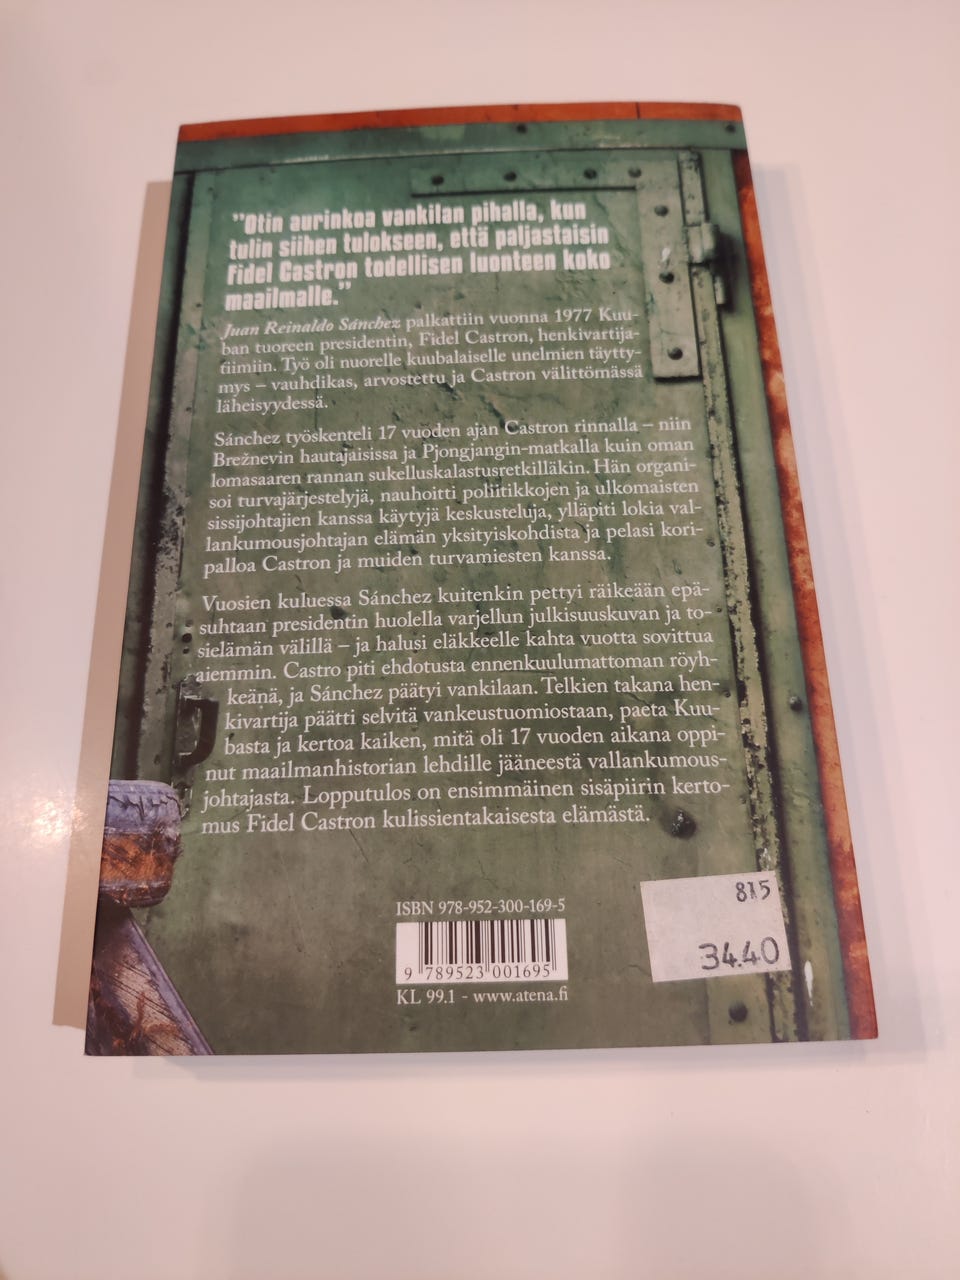 "Otin aurinkoa vankilan pihalla, kun
tulin siihen tulokseen, että paljastaisin
Fidel Castron todellisen luonteen koko
maailmalle."
Juan Reinaldo Sánchez palkattiin vuonna 1977 Kuu-
ban tuoreen presidentin, Fidel Castron, henkivartija-
tiimiin. Työ oli nuorelle kuubalaiselle unelmien täytty-
mys – vauhdikas, arvostettu ja Castron välittömässä
läheisyydessä.
Sánchez työskenteli 17 vuoden ajan Castron rinnalla – niin
Brežnevin hautajaisissa ja Pjongjangin-matkalla kuin oman
lomasaaren rannan sukelluskalastusretkilläkin. Hän organi-
soi turvajärjestelyjä, nauhoitti poliitikkojen ja ulkomaisten
sissijohtajien kanssa käytyjä keskusteluja, ylläpiti lokia val-
lankumousjohtajan elämän yksityiskohdista ja pelasi kori-
palloa Castron ja muiden turvamiesten kanssa.
Vuosien kuluessa Sánchez kuitenkin pettyi räikeään epä-
suhtaan presidentin huolella varjellun julkisuuskuvan ja to-
sielämän välillä – ja halusi eläkkeelle kahta vuotta sovittua
aiemmin. Castro piti ehdotusta ennenkuulumattoman röyh-
keänä, ja Sánchez päätyi vankilaan. Telkien takana hen-
kivartija päätti selvitä vankeustuomiostaan, paeta Kuu-
basta ja kertoa kaiken, mitä oli 17 vuoden aikana oppi-
nut maailmanhistorian lehdille jääneestä vallankumous-
johtajasta. Lopputulos on ensimmäinen sisäpiirin kerto-
mus Fidel Castron kulissientakaisesta elämästä.
ISBN 978-952-300-169-5
9 789523 001695
KL 99.1 - www.atena.fi
815
34.40